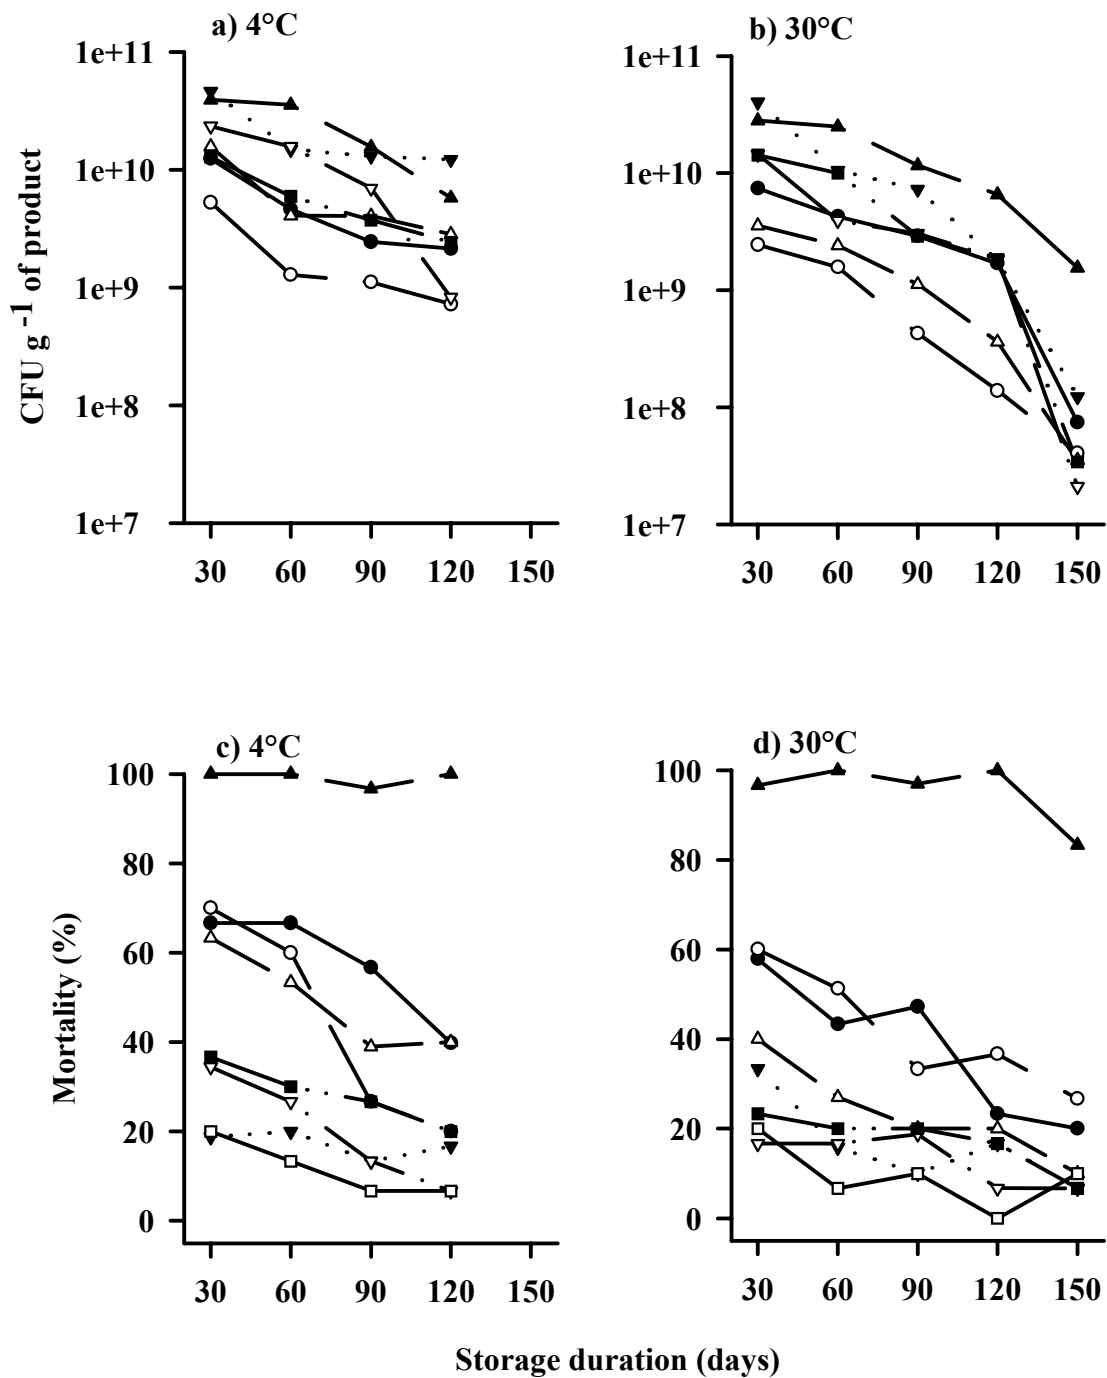 a) 4°C
b) 30°C
1e+11
1e+10
1e+9
1e+8
1e+7
30 60 90 120 150
1e+11
1e+10
1e+9
1e+8
1e+7
30 60 90 120 150
CFU g -1 of product
c) 4°C
d) 30°C
100
80
60
40
20
0
30 60 90 120 150
100
80
60
40
20
0
30 60 90 120 150
Mortality (%)
Storage duration (days)